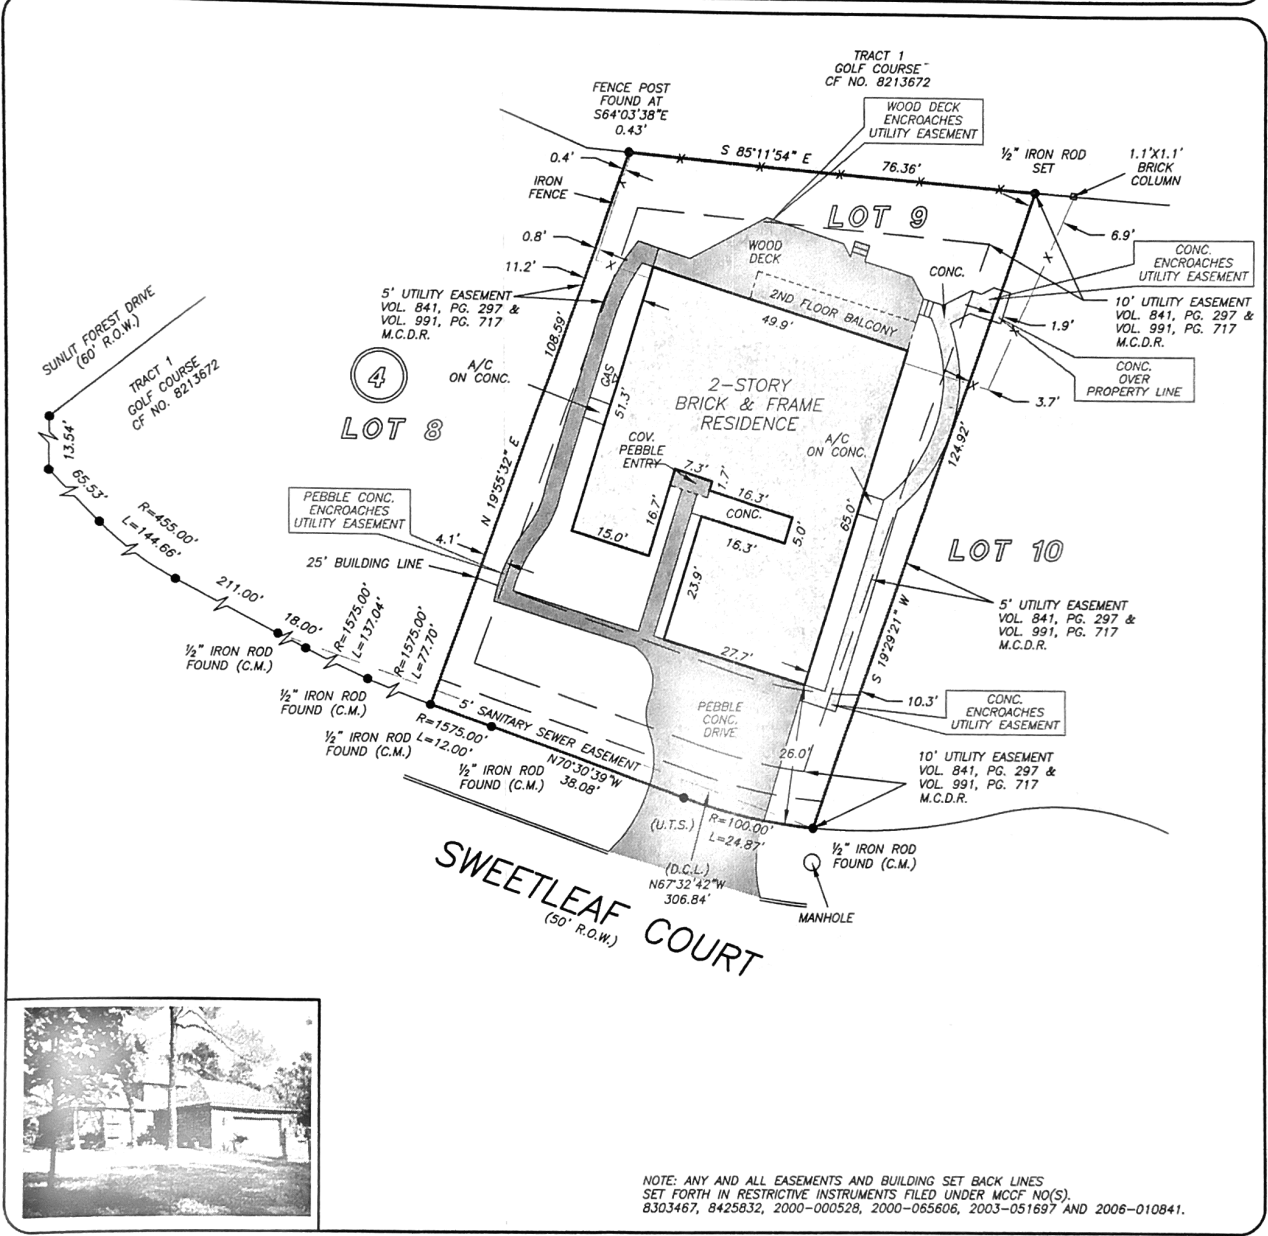 TRACT 1
GOLF COURSE
CF NO. 8213672
FENCE POST
FOUND AT
S64°03'38"E
0.43'
WOOD DECK
ENCROACHES
UTILITY EASEMENT
S 85°11'54" E
76.36'
½" IRON ROD
SET
1.1'X1.1'
BRICK
COLUMN
0.4'
IRON
FENCE
LOT 9
6.9'
0.8'
WOOD
DECK
CONC.
ENCROACHES
UTILITY EASEMENT
11.2'
CONC.
5' UTILITY EASEMENT
VOL. 841, PG. 297 &
VOL. 991, PG. 717
M.C.D.R.
2ND FLOOR BALCONY
49.9'
10' UTILITY EASEMENT
VOL. 841, PG. 297 &
VOL. 991, PG. 717
M.C.D.R.
1.9'
SUNLIT FOREST DRIVE
(60' R.O.W.)
TRACT 1
GOLF COURSE
CF NO. 8213672
108.59'
4
LOT 8
A/C
ON CONC.
GAS
51.3'
2-STORY
BRICK & FRAME
RESIDENCE
CONC.
OVER
PROPERTY LINE
3.7'
124.92'
COV.
PEBBLE
ENTRY
A/C
ON CONC.
13.54'
65.53'
R=455.00'
L=144.66'
N 19°55'32" E
7.3'
1.7'
16.3'
CONC.
16.7'
5.0'
65.0'
15.0'
16.3'
PEBBLE CONC.
ENCROACHES
UTILITY EASEMENT
4.1'
25' BUILDING LINE
LOT 10
23.9'
211.00'
18.00'
R=1575.00'
L=137.04'
R=1575.00'
L=77.70'
5' UTILITY EASEMENT
VOL. 841, PG. 297 &
VOL. 991, PG. 717
M.C.D.R.
S 19°29'21" W
27.7'
½" IRON ROD
FOUND (C.M.)
½" IRON ROD
FOUND (C.M.)
10.3'
CONC.
ENCROACHES
UTILITY EASEMENT
5' SANITARY SEWER EASEMENT
PEBBLE
CONC.
DRIVE
R=1575.00'
L=12.00'
½" IRON ROD
FOUND (C.M.)
26.0'
N70°30'39"W
38.08'
½" IRON ROD
FOUND (C.M.)
10' UTILITY EASEMENT
VOL. 841, PG. 297 &
VOL. 991, PG. 717
M.C.D.R.
(U.T.S.)
R=100.00'
L=24.87'
½" IRON ROD
FOUND (C.M.)
(D.C.L.)
N67°32'42"W
306.84'
MANHOLE
SWEETLEAF COURT
(50' R.O.W.)
NOTE: ANY AND ALL EASEMENTS AND BUILDING SET BACK LINES
SET FORTH IN RESTRICTIVE INSTRUMENTS FILED UNDER MCCF NO(S).
8303467, 8425832, 2000-000528, 2000-065606, 2003-051697 AND 2006-010841.